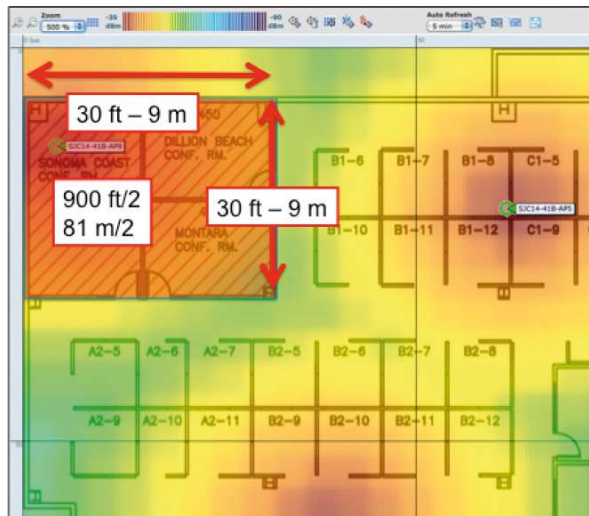 Zoom
500 %
-35
dBm
-90
dBm
Auto Refresh
5 min
0 feet
50
30 ft – 9 m
DILLION BEACH
CONF. RM.
SJC14-41B-AP8
SONOMA COAST
CONF. RM.
900 ft/2
81 m/2
30 ft – 9 m
MONTARA
CONF. RM.
B1-6
B1-7
B1-8
C1-5
SJC14-41B-AP5
B1-10
B1-11
B1-12
C1-9
A2-5
A2-6
A2-7
B2-5
B2-6
B2-7
B2-8
A2-9
A2-10
A2-11
B2-9
B2-10
B2-11
B2-12